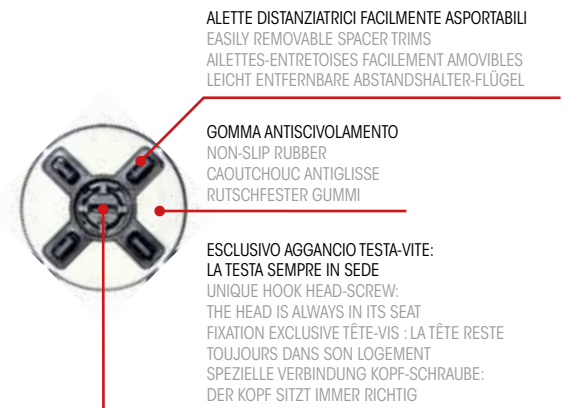 ALETTE DISTANZIATRICI FACILMENTE ASPORTABILI
EASILY REMOVABLE SPACER TRIMS
AILETTES-ENTRETOISES FACILEMENT AMOVIBLES
LEICHT ENTFERNBARE ABSTANDSHALTER-FLÜGEL
GOMMA ANTISCIVOLAMENTO
NON-SLIP RUBBER
CAOUTCHOUC ANTIGLISSE
RUTSCHFESTER GUMMI
ESCLUSIVO AGGANCIO TESTA-VITE:
LA TESTA SEMPRE IN SEDE
UNIQUE HOOK HEAD-SCREW:
THE HEAD IS ALWAYS IN ITS SEAT
FIXATION EXCLUSIVE TÊTE-VIS : LA TÊTE RESTE
TOUJOURS DANS SON LOGEMENT
SPEZIELLE VERBINDUNG KOPF-SCHRAUBE:
DER KOPF SITZT IMMER RICHTIG